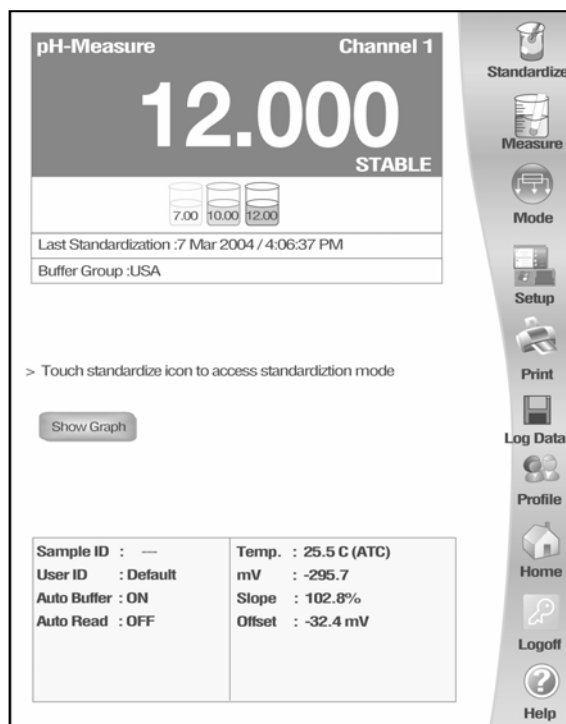 pH-Measure Channel 1
12.000
STABLE
7.00 10.00 12.00
Last Standardization :7 Mar 2004 / 4:06:37 PM
Buffer Group :USA
> Touch standardize icon to access standardiztion mode
Show Graph
Sample ID : ---
User ID : Default
Auto Buffer : ON
Auto Read : OFF
Temp. : 25.5 C (ATC)
mV : -295.7
Slope : 102.8%
Offset : -32.4 mV
Standardize
Measure
Mode
Setup
Print
Log Data
Profile
Home
Logoff
Help